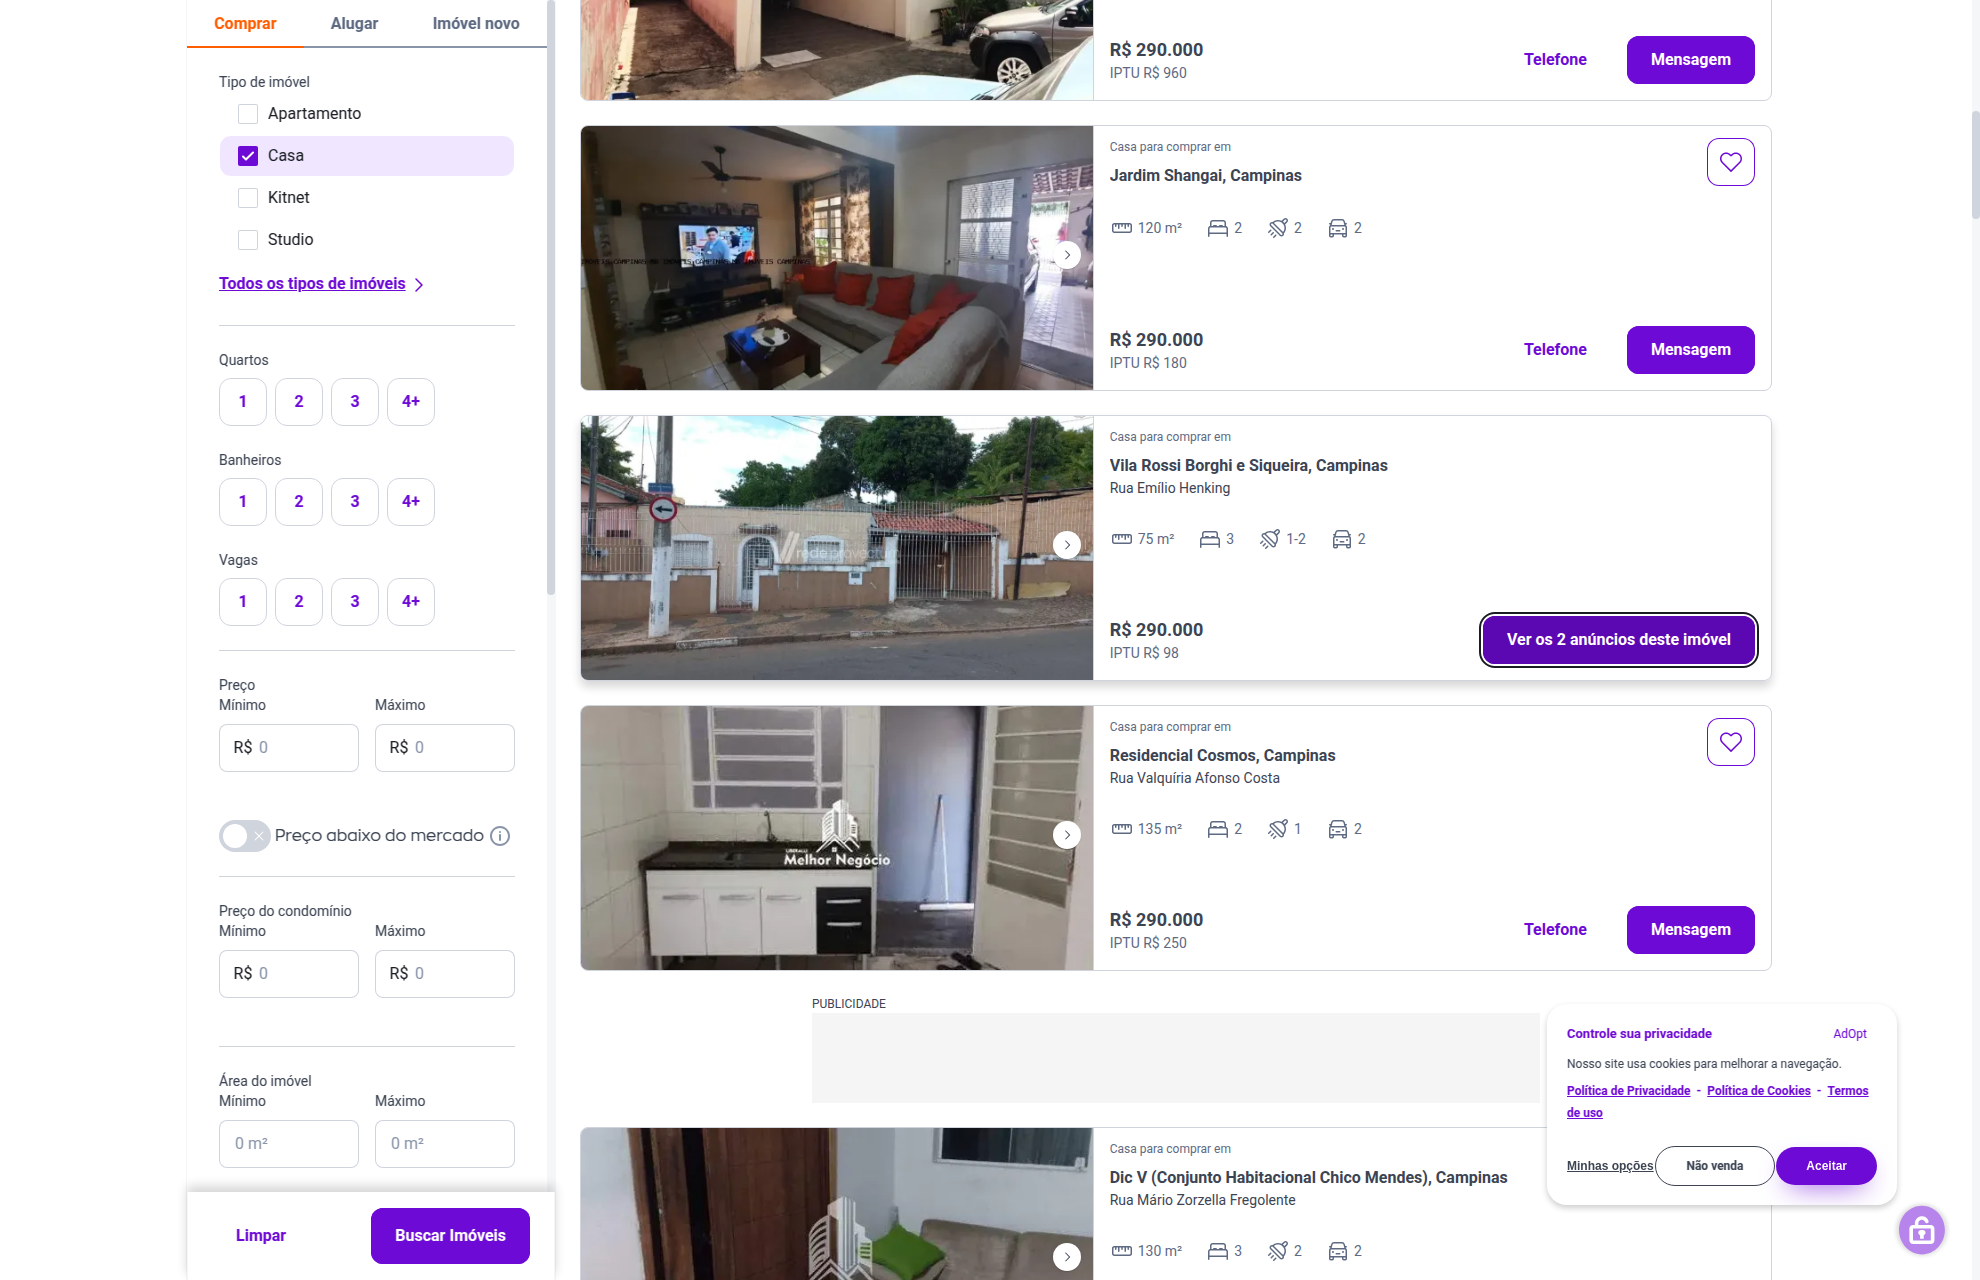 Comprar
Alugar
Imóvel novo
Tipo de imóvel
Apartamento
Casa
Kitnet
Studio
Todos os tipos de imóveis
Quartos
1
2
3
4+
Banheiros
1
2
3
4+
Vagas
1
2
3
4+
Preço
Mínimo
Máximo
R$ 0
R$ 0
Preço abaixo do mercado
Preço do condomínio
Mínimo
Máximo
R$ 0
R$ 0
Área do imóvel
Mínimo
Máximo
0 m²
0 m²
Limpar
Buscar Imóveis
R$ 290.000
IPTU R$ 960
Telefone
Mensagem
Casa para comprar em
Jardim Shangai, Campinas
120 m²
2
2
2
R$ 290.000
IPTU R$ 180
Telefone
Mensagem
Casa para comprar em
Vila Rossi Borghi e Siqueira, Campinas
Rua Emílio Henking
75 m²
3
1-2
2
R$ 290.000
IPTU R$ 98
Ver os 2 anúncios deste imóvel
Melhor Negócio
Casa para comprar em
Residencial Cosmos, Campinas
Rua Valquíria Afonso Costa
135 m²
2
1
2
R$ 290.000
IPTU R$ 250
Telefone
Mensagem
PUBLICIDADE
Casa para comprar em
Dic V (Conjunto Habitacional Chico Mendes), Campinas
Rua Mário Zorzella Fregolente
130 m²
3
2
2
Controle sua privacidade
AdOpt
Nosso site usa cookies para melhorar a navegação.
Política de Privacidade - Política de Cookies - Termos
de uso
Minhas opções
Não venda
Aceitar